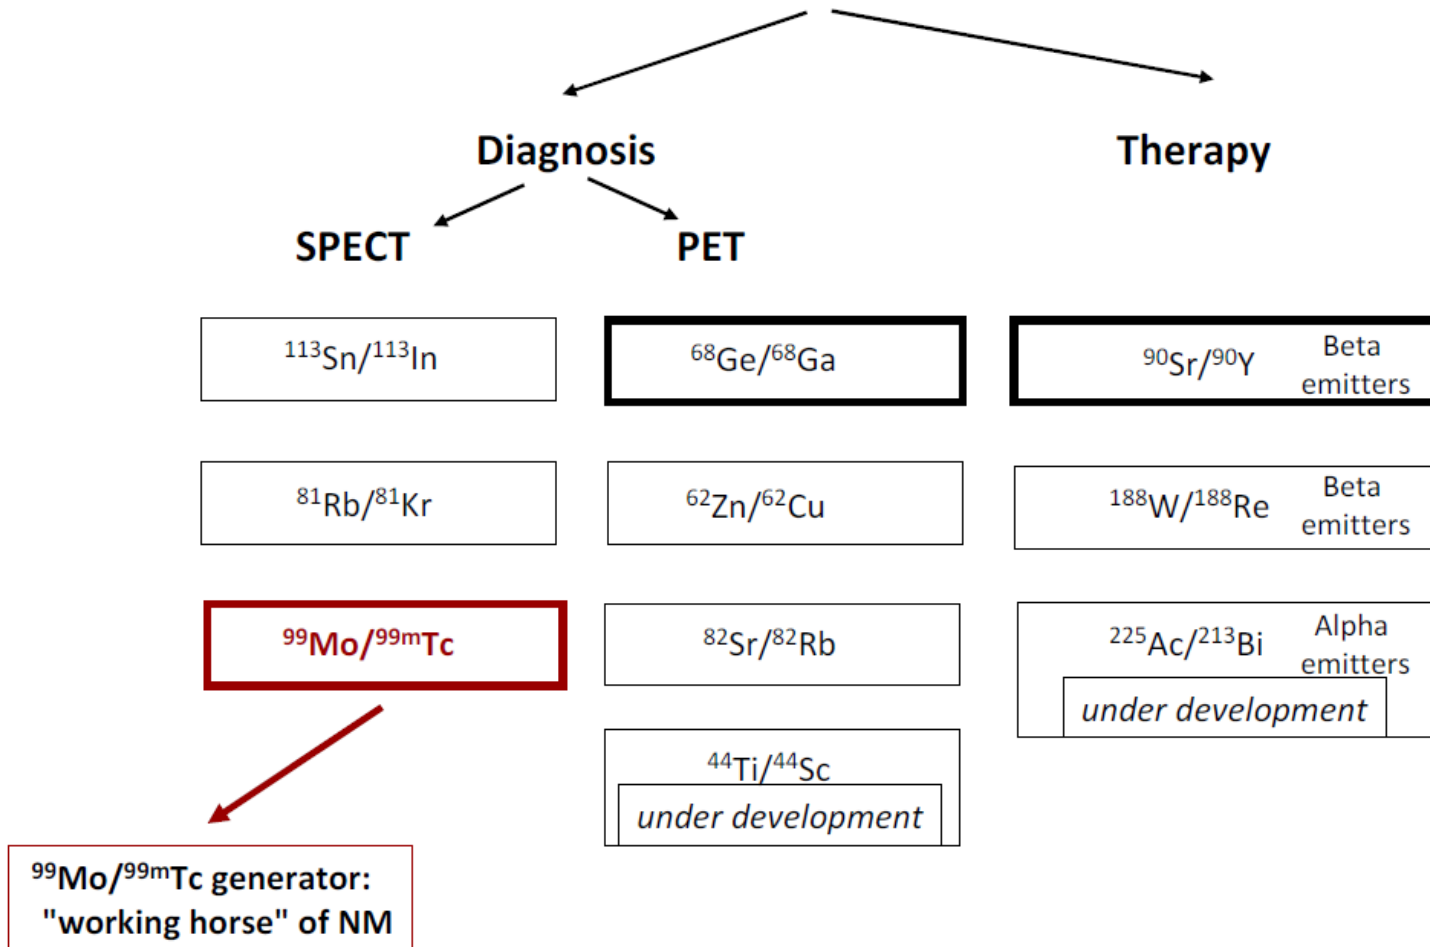 Diagnosis
Therapy
SPECT
PET
¹¹³Sn/¹¹³In
⁶⁸Ge/⁶⁸Ga
⁹⁰Sr/⁹⁰Y
Beta
emitters
⁸¹Rb/⁸¹Kr
⁶²Zn/⁶²Cu
¹⁸⁸W/¹⁸⁸Re
Beta
emitters
⁹⁹Mo/⁹⁹ᵐTc
⁸²Sr/⁸²Rb
²²⁵Ac/²¹³Bi
Alpha
emitters
under development
⁴⁴Ti/⁴⁴Sc
under development
⁹⁹Mo/⁹⁹ᵐTc generator:
"working horse" of NM